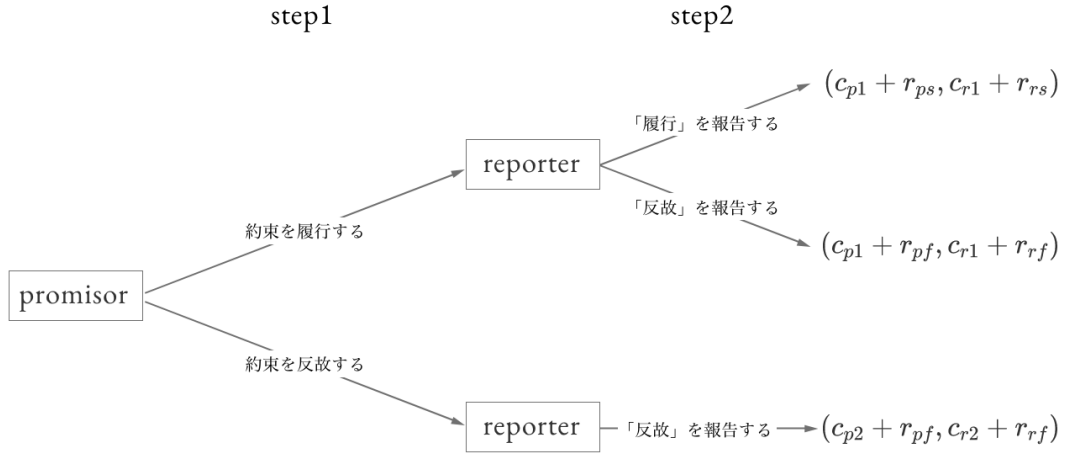 step1 step2
(c_{p1} + r_{ps}, c_{r1} + r_{rs})
「履行」を報告する
reporter
「反故」を報告する
約束を履行する
(c_{p1} + r_{pf}, c_{r1} + r_{rf})
promisor
約束を反故する
reporter
「反故」を報告する
(c_{p2} + r_{pf}, c_{r2} + r_{rf})